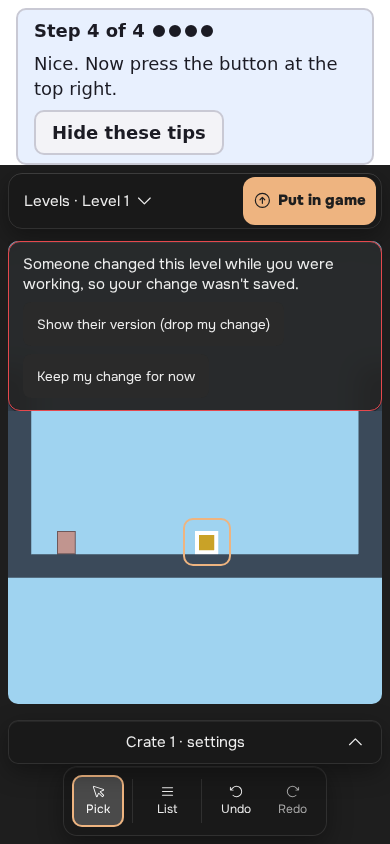 Step 4 of 4
Nice. Now press the button at the
top right.
Hide these tips
Levels · Level 1
Put in game
Someone changed this level while you were
working, so your change wasn't saved.
Show their version (drop my change)
Keep my change for now
Crate 1 · settings
Pick
List
Undo
Redo